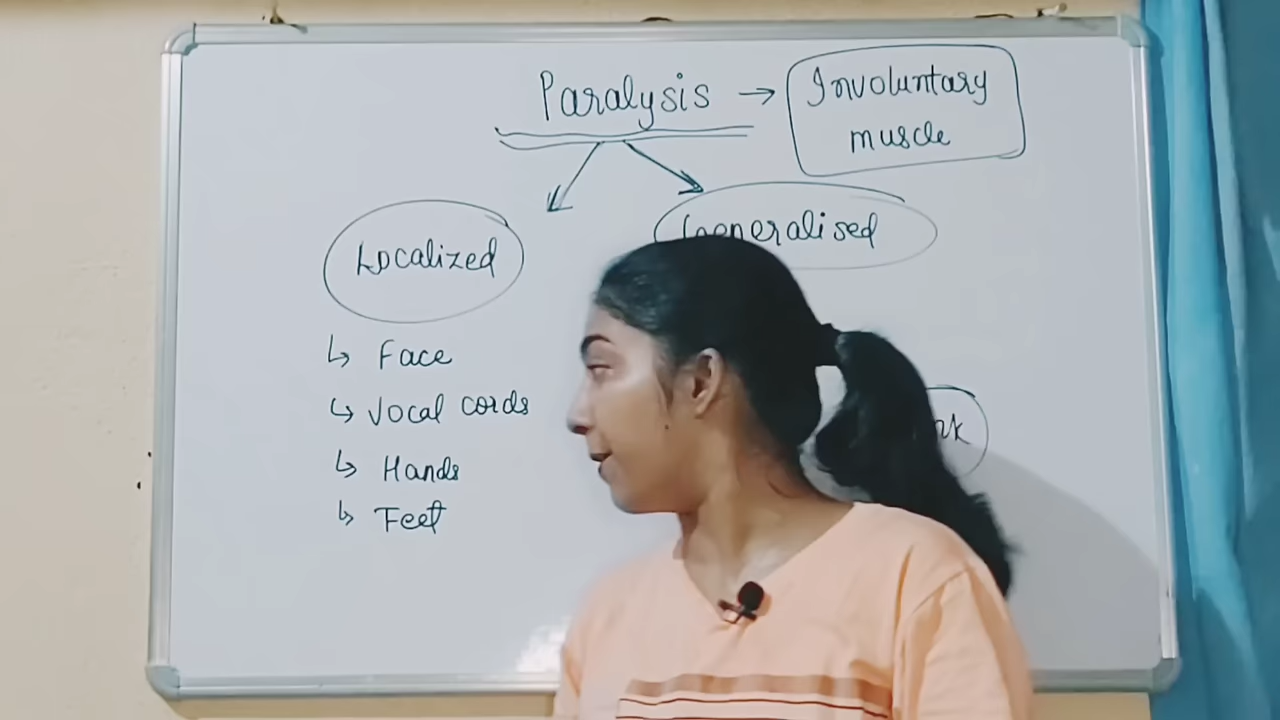 Paralysis → Involuntary
muscle
Localized
Generalised
↳ Face
↳ Vocal cords
↳ Hands
↳ Feet